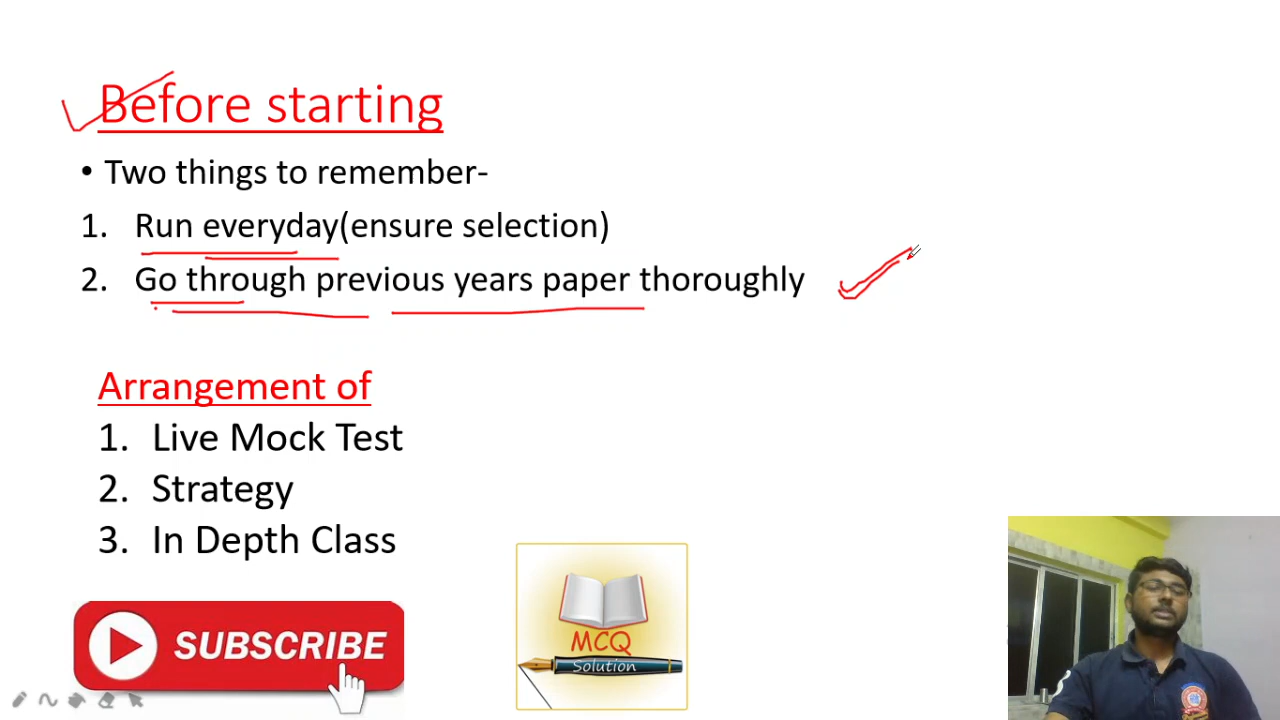 Before starting
• Two things to remember-
1. Run everyday(ensure selection)
2. Go through previous years paper thoroughly
Arrangement of
1. Live Mock Test
2. Strategy
3. In Depth Class
SUBSCRIBE
MCQ
Solution